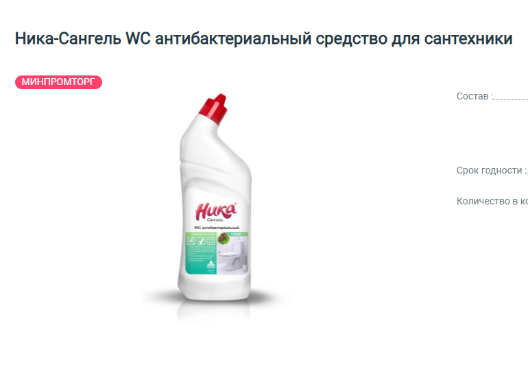 Ника-Сангель WC антибактериальный средство для сантехники
МИНПРОМТОРГ
Состав :
Ника
Сангель
WC антибактериальный
Срок годности :
Количество в ко